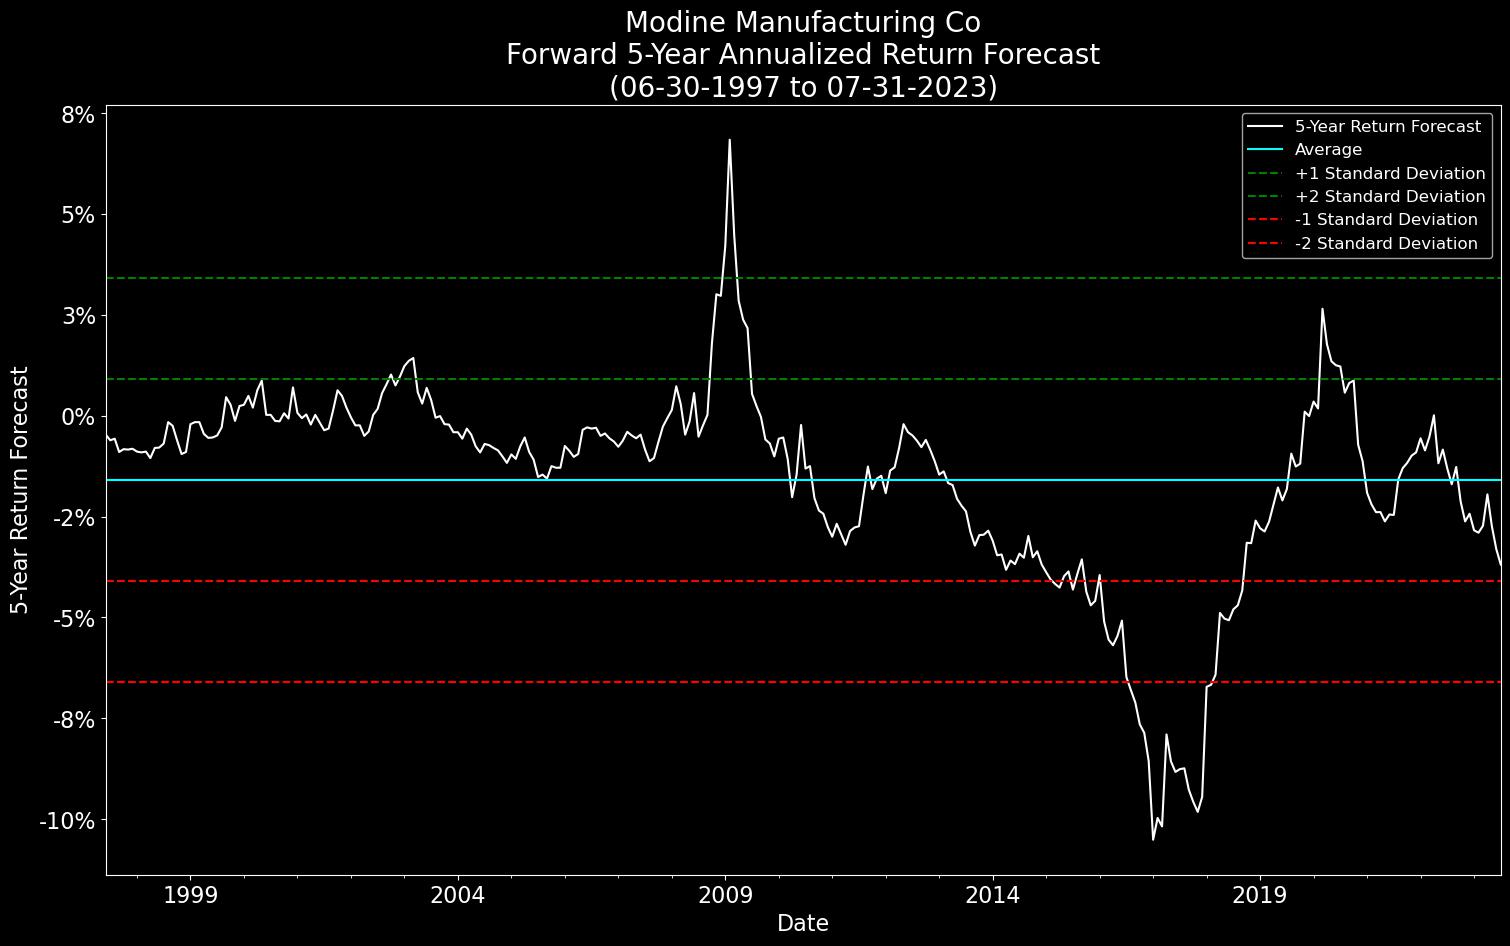 Modine Manufacturing Co
Forward 5-Year Annualized Return Forecast
(06-30-1997 to 07-31-2023)
8%
5%
3%
0%
-2%
-5%
-8%
-10%
5-Year Return Forecast
5-Year Return Forecast
Average
+1 Standard Deviation
+2 Standard Deviation
-1 Standard Deviation
-2 Standard Deviation
1999
2004
2009
2014
2019
Date